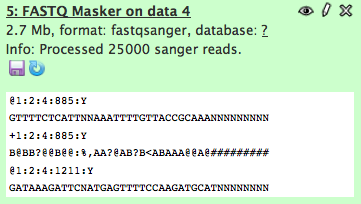 5: FASTQ Masker on data 4
2.7 Mb, format: fastqsanger, database: ?
Info: Processed 25000 sanger reads.
@1:2:4:885:Y
GTTTTCTCATTNNAAATTTTGTTACCGCAAANNNNNNNNN
+1:2:4:885:Y
B@BB?@@B@@:%,AA?@AB?B<ABAAA@@A@#########
@1:2:4:1211:Y
GATAAAGATTCNATGAGTTTTCCAAGATGCATNNNNNNNN